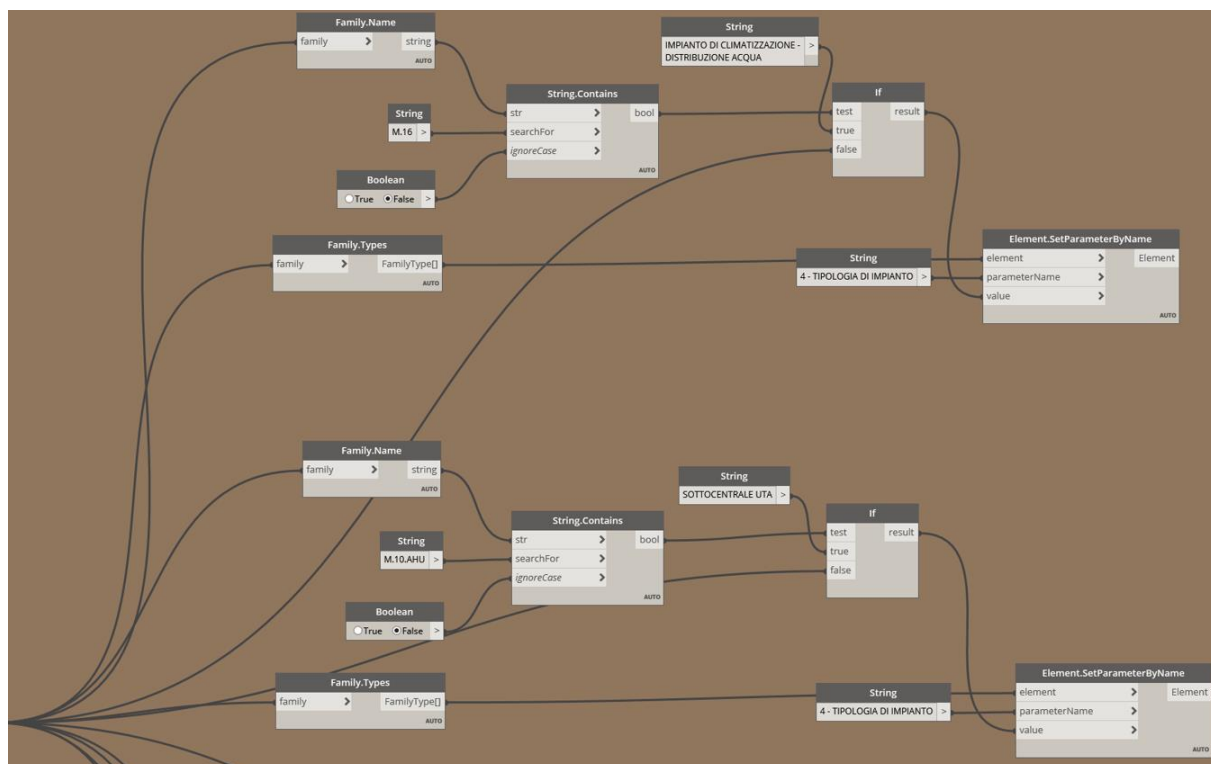 Family.Name
family > string
AUTO
String
IMPIANTO DI CLIMATIZZAZIONE - >
DISTRIBUZIONE ACQUA
String.Contains
str > bool
searchFor >
ignoreCase >
AUTO
String
M.16 >
Boolean
True False >
If
test result
true
false
AUTO
Family.Types
family > FamilyType[]
AUTO
String
4 - TIPOLOGIA DI IMPIANTO >
Element.SetParameterByName
element > Element
parameterName >
value >
AUTO
Family.Name
family > string
AUTO
String
SOTTOCENTRALE UTA >
String.Contains
str > bool
searchFor >
ignoreCase >
AUTO
String
M.10.AHU >
Boolean
True False >
If
test result
true
false
AUTO
Family.Types
family > FamilyType[]
AUTO
String
4 - TIPOLOGIA DI IMPIANTO >
Element.SetParameterByName
element > Element
parameterName >
value >
AUTO